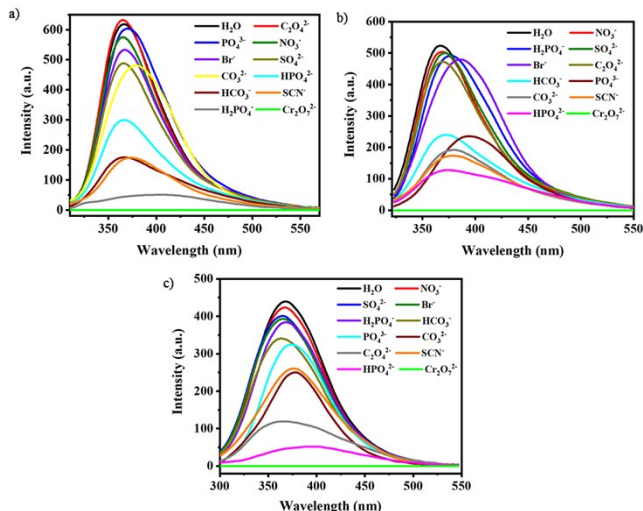 a)
Intensity (a.u.)
600
500
400
300
200
100
0
H₂O
C₂O₄²⁻
PO₄³⁻
NO₃⁻
Br⁻
SO₄²⁻
CO₃²⁻
HPO₄²⁻
HCO₃⁻
SCN⁻
H₂PO₄⁻
Cr₂O₇²⁻
350
400
450
500
550
Wavelength (nm)
b)
Intensity (a.u.)
600
500
400
300
200
100
0
H₂O
NO₃⁻
H₂PO₄⁻
SO₄²⁻
Br⁻
C₂O₄²⁻
HCO₃⁻
PO₄³⁻
CO₃²⁻
SCN⁻
HPO₄²⁻
Cr₂O₇²⁻
350
400
450
500
550
Wavelength (nm)
c)
Intensity (a.u.)
500
400
300
200
100
0
H₂O
NO₃⁻
SO₄²⁻
Br⁻
H₂PO₄⁻
HCO₃⁻
PO₄³⁻
CO₃²⁻
C₂O₄²⁻
SCN⁻
HPO₄²⁻
Cr₂O₇²⁻
300
350
400
450
500
550
Wavelength (nm)